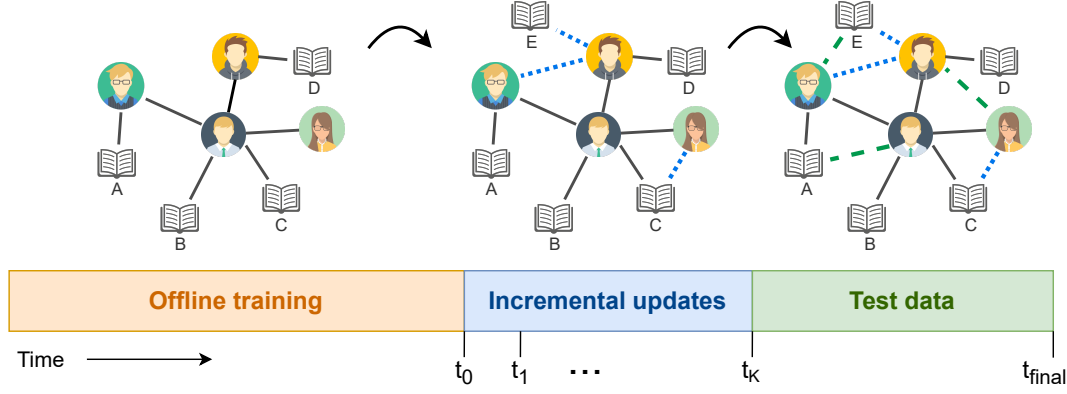 D
A
B
C
E
D
A
B
C
E
D
A
B
C
Offline training
Incremental updates
Test data
Time
t0
t1
...
tK
tfinal